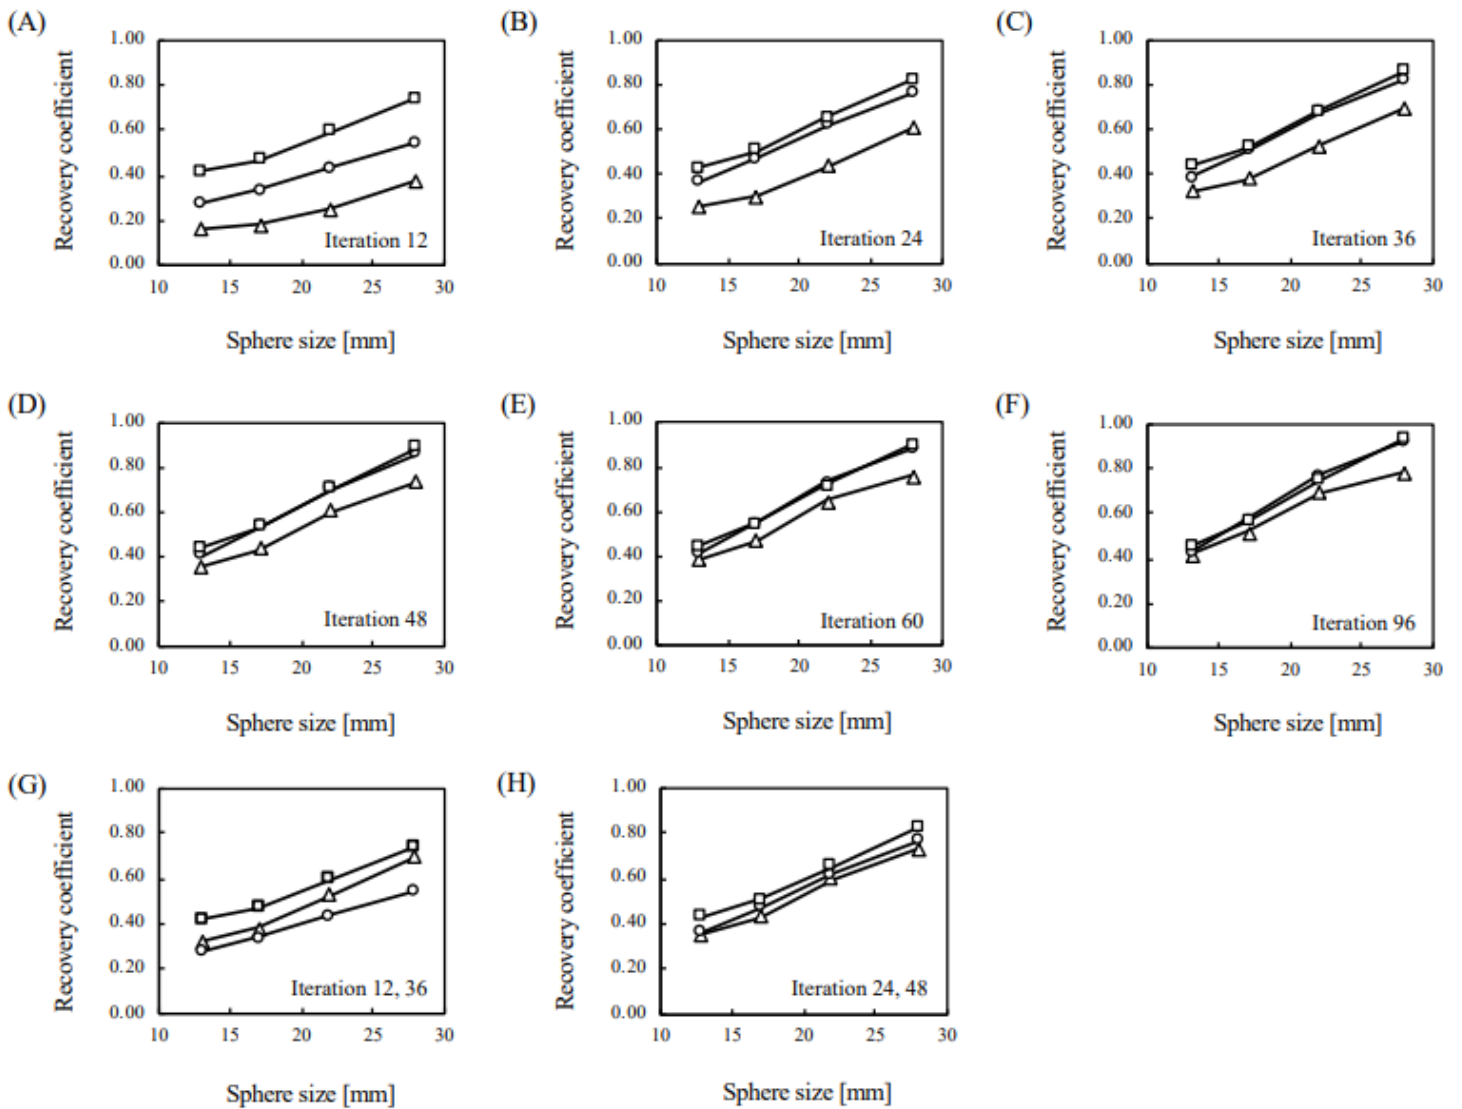 (A)
1.00
0.80
0.60
0.40
0.20
0.00
Recovery coefficient
Iteration 12
10 15 20 25 30
Sphere size [mm]
(B)
1.00
0.80
0.60
0.40
0.20
0.00
Recovery coefficient
Iteration 24
10 15 20 25 30
Sphere size [mm]
(C)
1.00
0.80
0.60
0.40
0.20
0.00
Recovery coefficient
Iteration 36
10 15 20 25 30
Sphere size [mm]
(D)
1.00
0.80
0.60
0.40
0.20
0.00
Recovery coefficient
Iteration 48
10 15 20 25 30
Sphere size [mm]
(E)
1.00
0.80
0.60
0.40
0.20
0.00
Recovery coefficient
Iteration 60
10 15 20 25 30
Sphere size [mm]
(F)
1.00
0.80
0.60
0.40
0.20
0.00
Recovery coefficient
Iteration 96
10 15 20 25 30
Sphere size [mm]
(G)
1.00
0.80
0.60
0.40
0.20
0.00
Recovery coefficient
Iteration 12, 36
10 15 20 25 30
Sphere size [mm]
(H)
1.00
0.80
0.60
0.40
0.20
0.00
Recovery coefficient
Iteration 24, 48
10 15 20 25 30
Sphere size [mm]